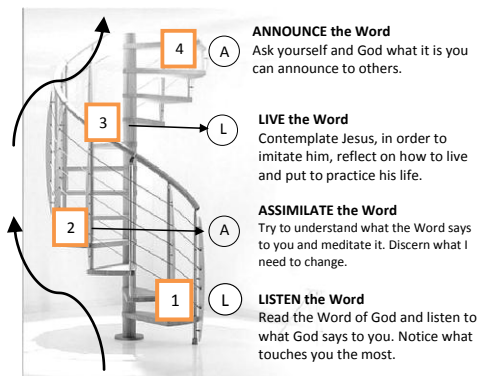 ANNOUNCE the Word
4
A
Ask yourself and God what it is you
can announce to others.
3
L
LIVE the Word
Contemplate Jesus, in order to
imitate him, reflect on how to live
and put to practice his life.
2
A
ASSIMILATE the Word
Try to understand what the Word says
to you and meditate it. Discern what I
need to change.
1
L
LISTEN the Word
Read the Word of God and listen to
what God says to you. Notice what
touches you the most.